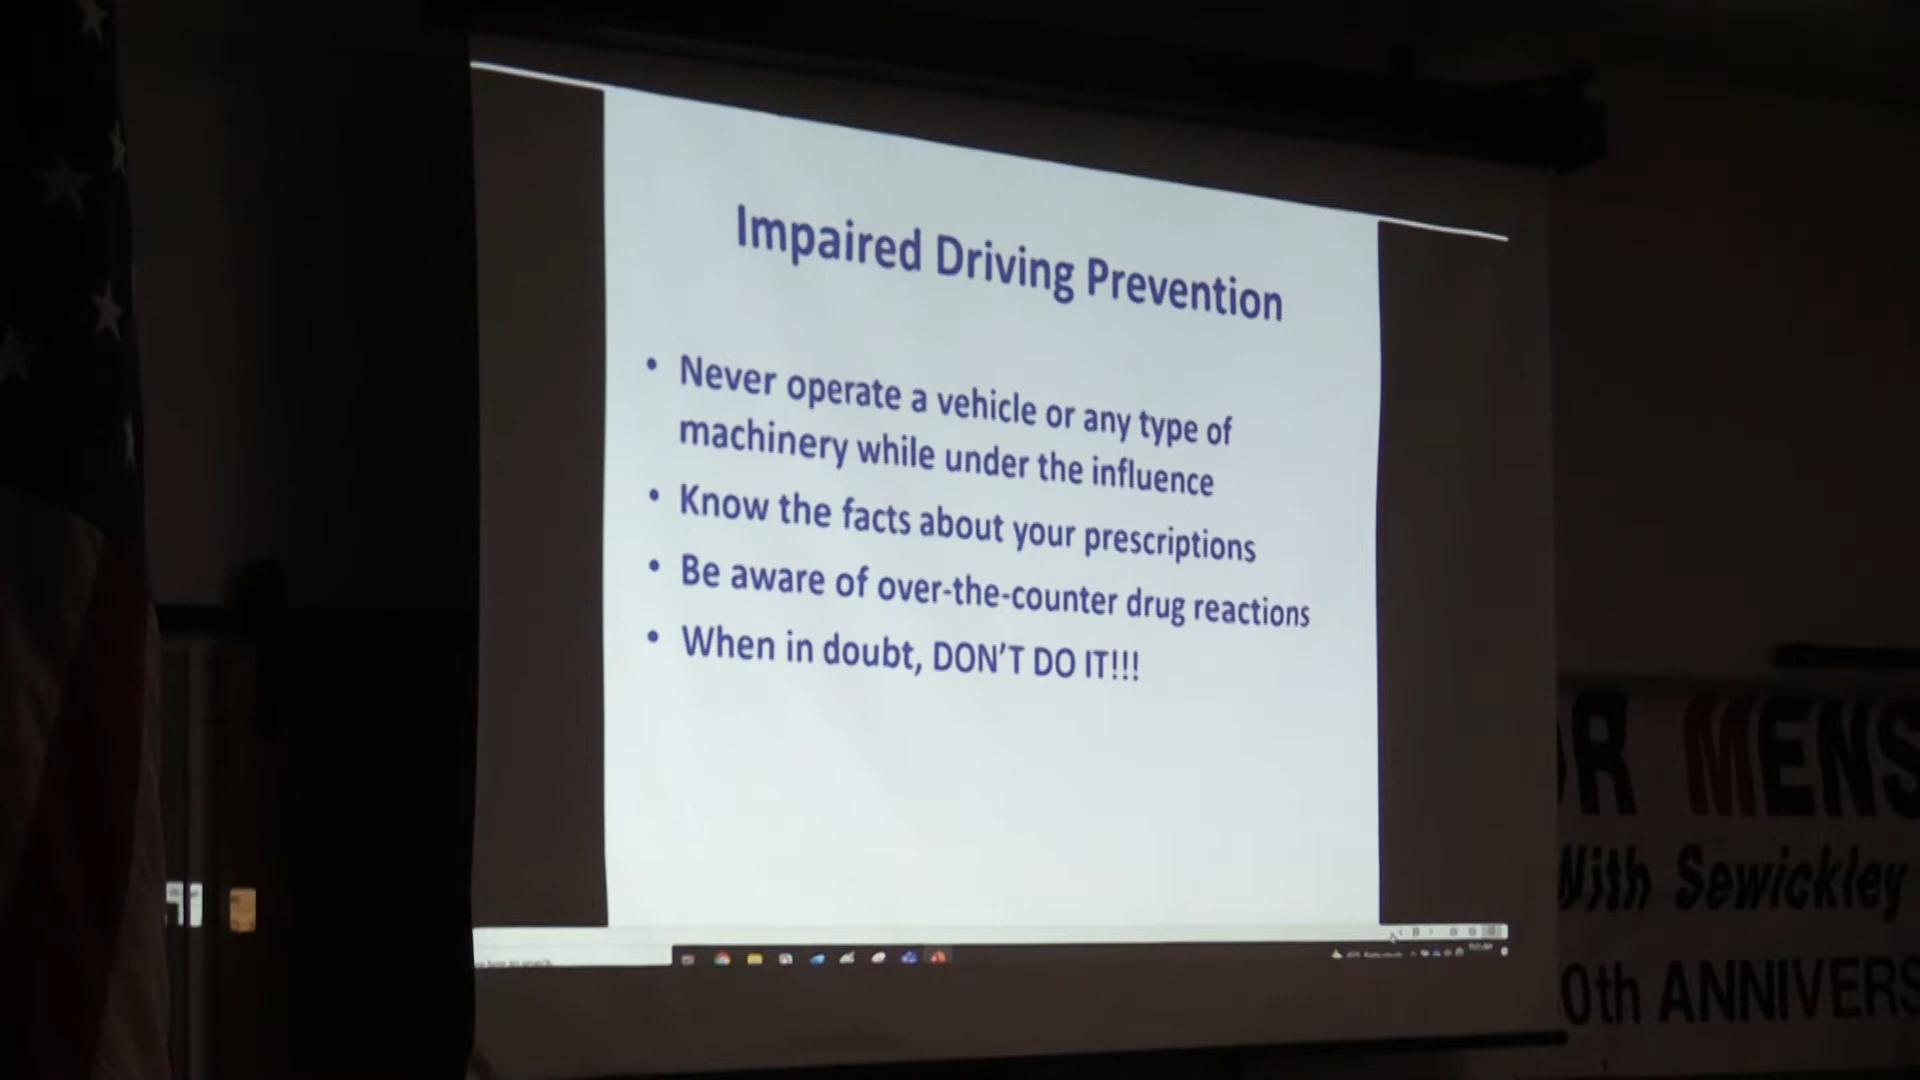 Impaired Driving Prevention
• Never operate a vehicle or any type of
machinery while under the influence
• Know the facts about your prescriptions
• Be aware of over-the-counter drug reactions
• When in doubt, DON'T DO IT!!!
R MENS
With Sewickley
0th ANNIVERS